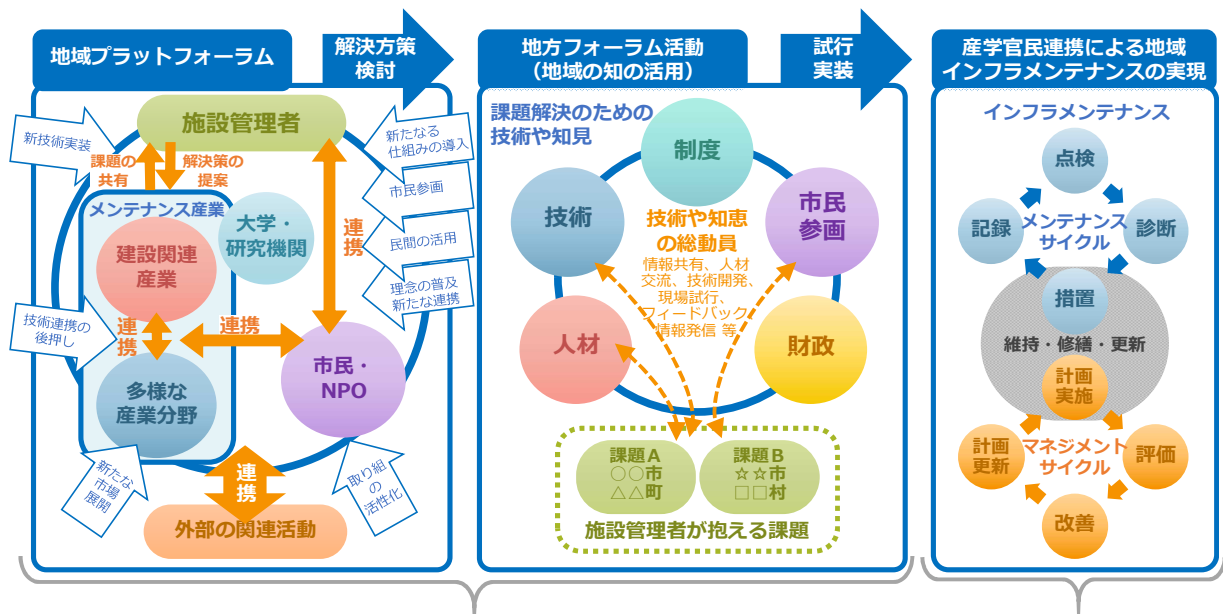 地域プラットフォーラム
解決方策
検討
施設管理者
新技術実装
課題の
共有
解決策の
提案
新たなる
仕組みの導入
市民参画
民間の活用
理念の普及
新たな連携
メンテナンス産業
大学・
研究機関
建設関連
産業
連携
連携
連携
技術連携の
後押し
多様な
産業分野
市民・
NPO
新たな
市場
展開
連携
取り組
の
活性化
外部の関連活動
地方フォーラム活動
（地域の知の活用）
試行
実装
課題解決のための
技術や知見
制度
技術
市民
参画
技術や知恵
の総動員
情報共有、人材
交流、技術開発、
現場試行、
フィードバック
情報発信 等
人材
財政
課題A
○○市
△△町
課題B
☆☆市
□□村
施設管理者が抱える課題
産学官民連携による地域
インフラメンテナンスの実現
インフラメンテナンス
点検
記録
メンテナンス
サイクル
診断
措置
維持・修繕・更新
計画
実施
計画
更新
マネジメント
サイクル
評価
改善